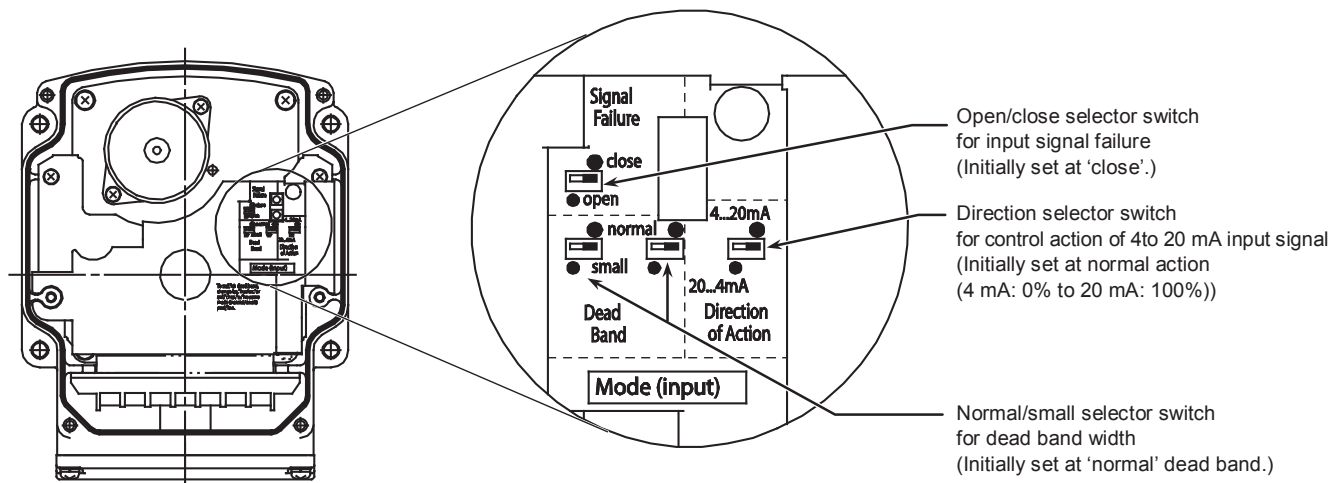 Signal
Failure
close
open
normal
small
4...20mA
20...4mA
Dead
Band
Direction
of Action
Mode (input)
Open/close selector switch
for input signal failure
(Initially set at ‘close’.)
Direction selector switch
for control action of 4to 20 mA input signal
(Initially set at normal action
(4 mA: 0% to 20 mA: 100%))
Normal/small selector switch
for dead band width
(Initially set at ‘normal’ dead band.)
Mode (input)